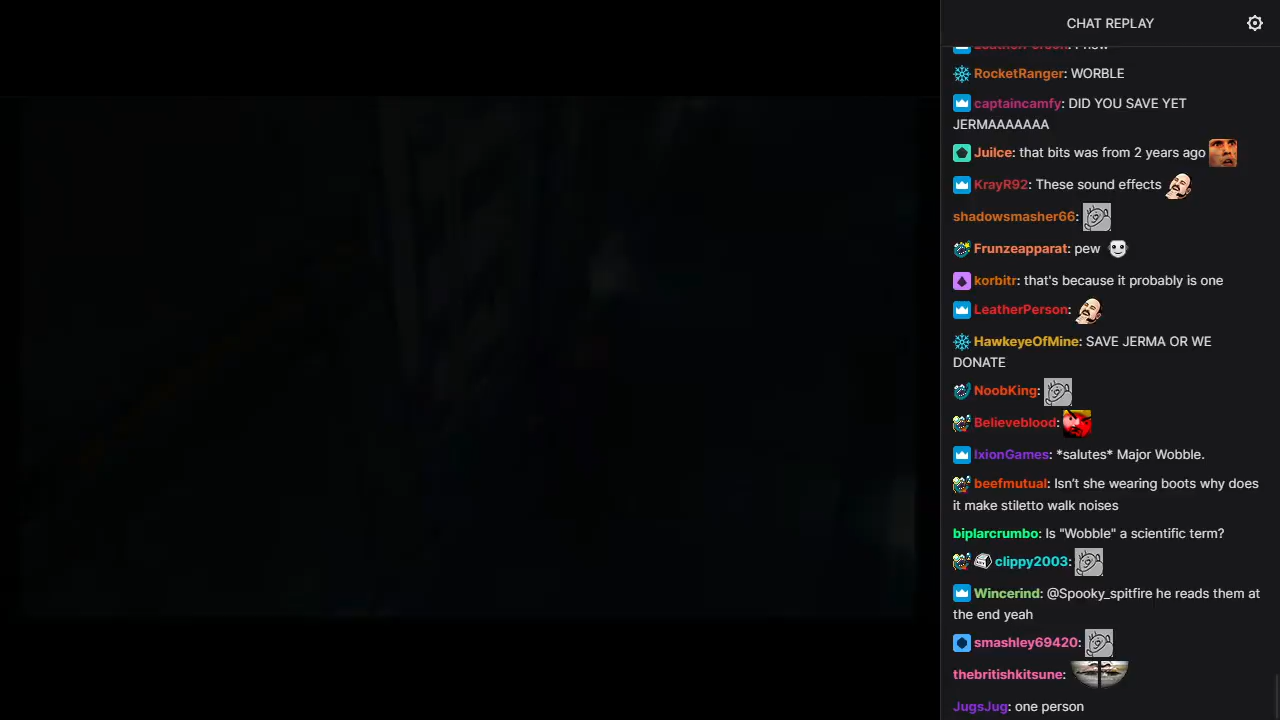 CHAT REPLAY
RocketRanger: WORBLE
captaincamfy: DID YOU SAVE YET
JERMAAAAAAA
Juilce: that bits was from 2 years ago
KrayR92: These sound effects
shadowsmasher66:
Frunzeapparat: pew
korbitr: that's because it probably is one
LeatherPerson:
HawkeyeOfMine: SAVE JERMA OR WE
DONATE
NoobKing:
Believeblood:
IxionGames: *salutes* Major Wobble.
beefmutual: Isn't she wearing boots why does
it make stiletto walk noises
biplarcrumbo: Is "Wobble" a scientific term?
clippy2003:
Wincerind: @Spooky_spitfire he reads them at
the end yeah
smashley69420:
thebritishkitsune:
JugsJug: one person